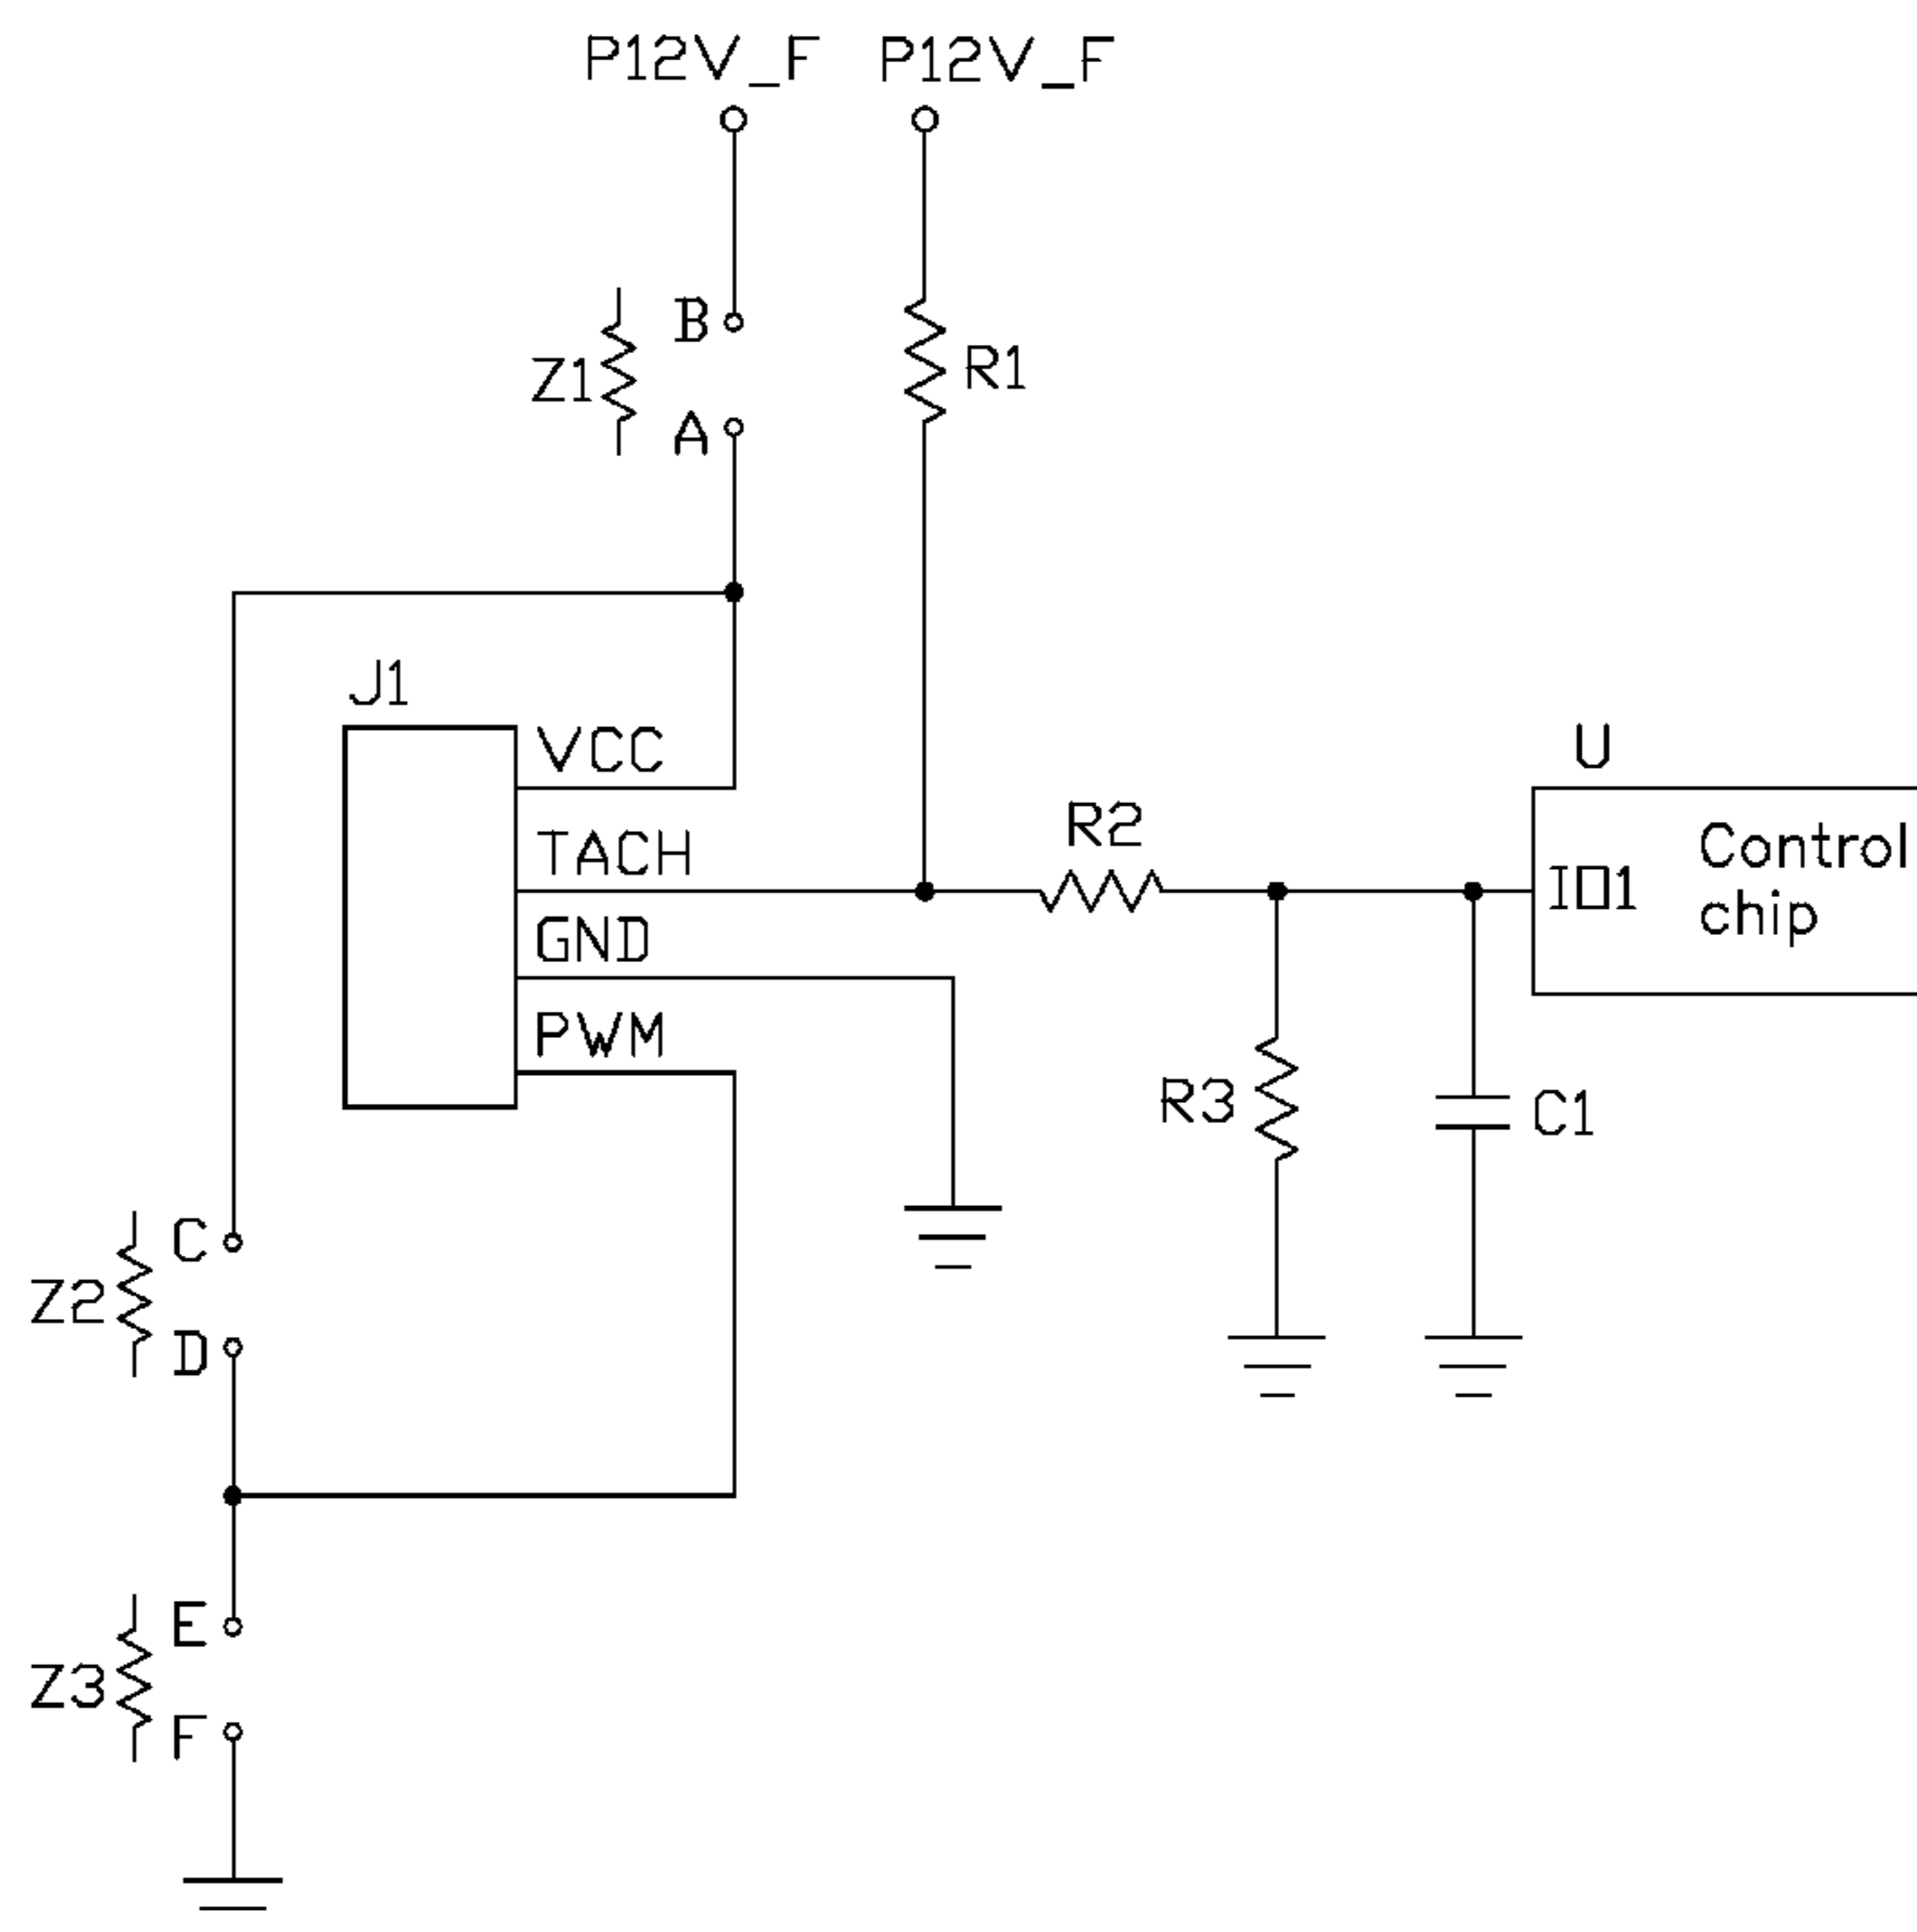 P12V_F P12V_F
B
Z1
A
R1
J1
VCC
TACH
GND
PWM
R2
U
IO1
Control
chip
R3
C1
C
Z2
D
E
Z3
F